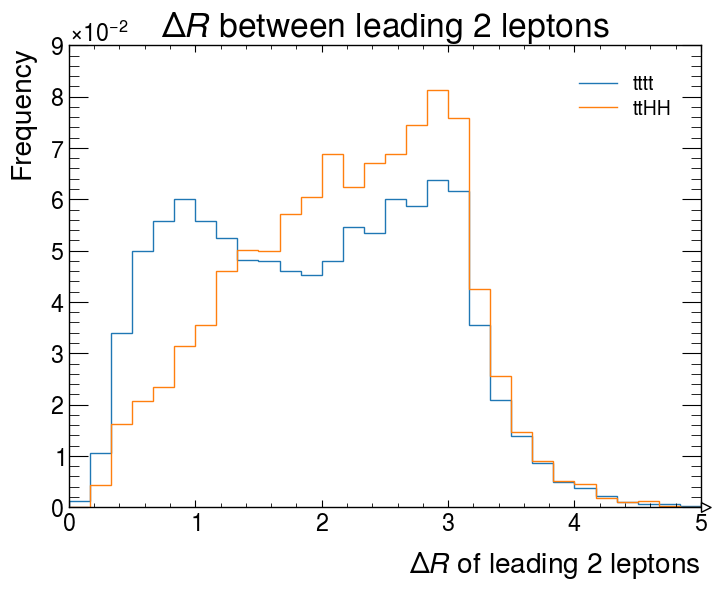 ΔR between leading 2 leptons
×10⁻²
Frequency
9
8
7
6
5
4
3
2
1
0
tttt
ttHH
0 1 2 3 4 5
ΔR of leading 2 leptons